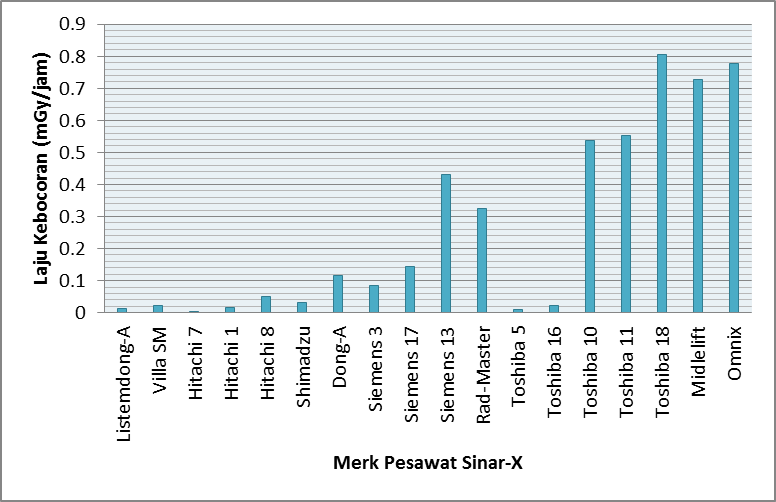 Laju Kebocoran (mGy/jam)
0.9
0.8
0.7
0.6
0.5
0.4
0.3
0.2
0.1
0
Listemdong-A
Villa SM
Hitachi 7
Hitachi 1
Hitachi 8
Shimadzu
Dong-A
Siemens 3
Siemens 17
Siemens 13
Rad-Master
Toshiba 5
Toshiba 16
Toshiba 10
Toshiba 11
Toshiba 18
Midlelift
Omnix
Merk Pesawat Sinar-X